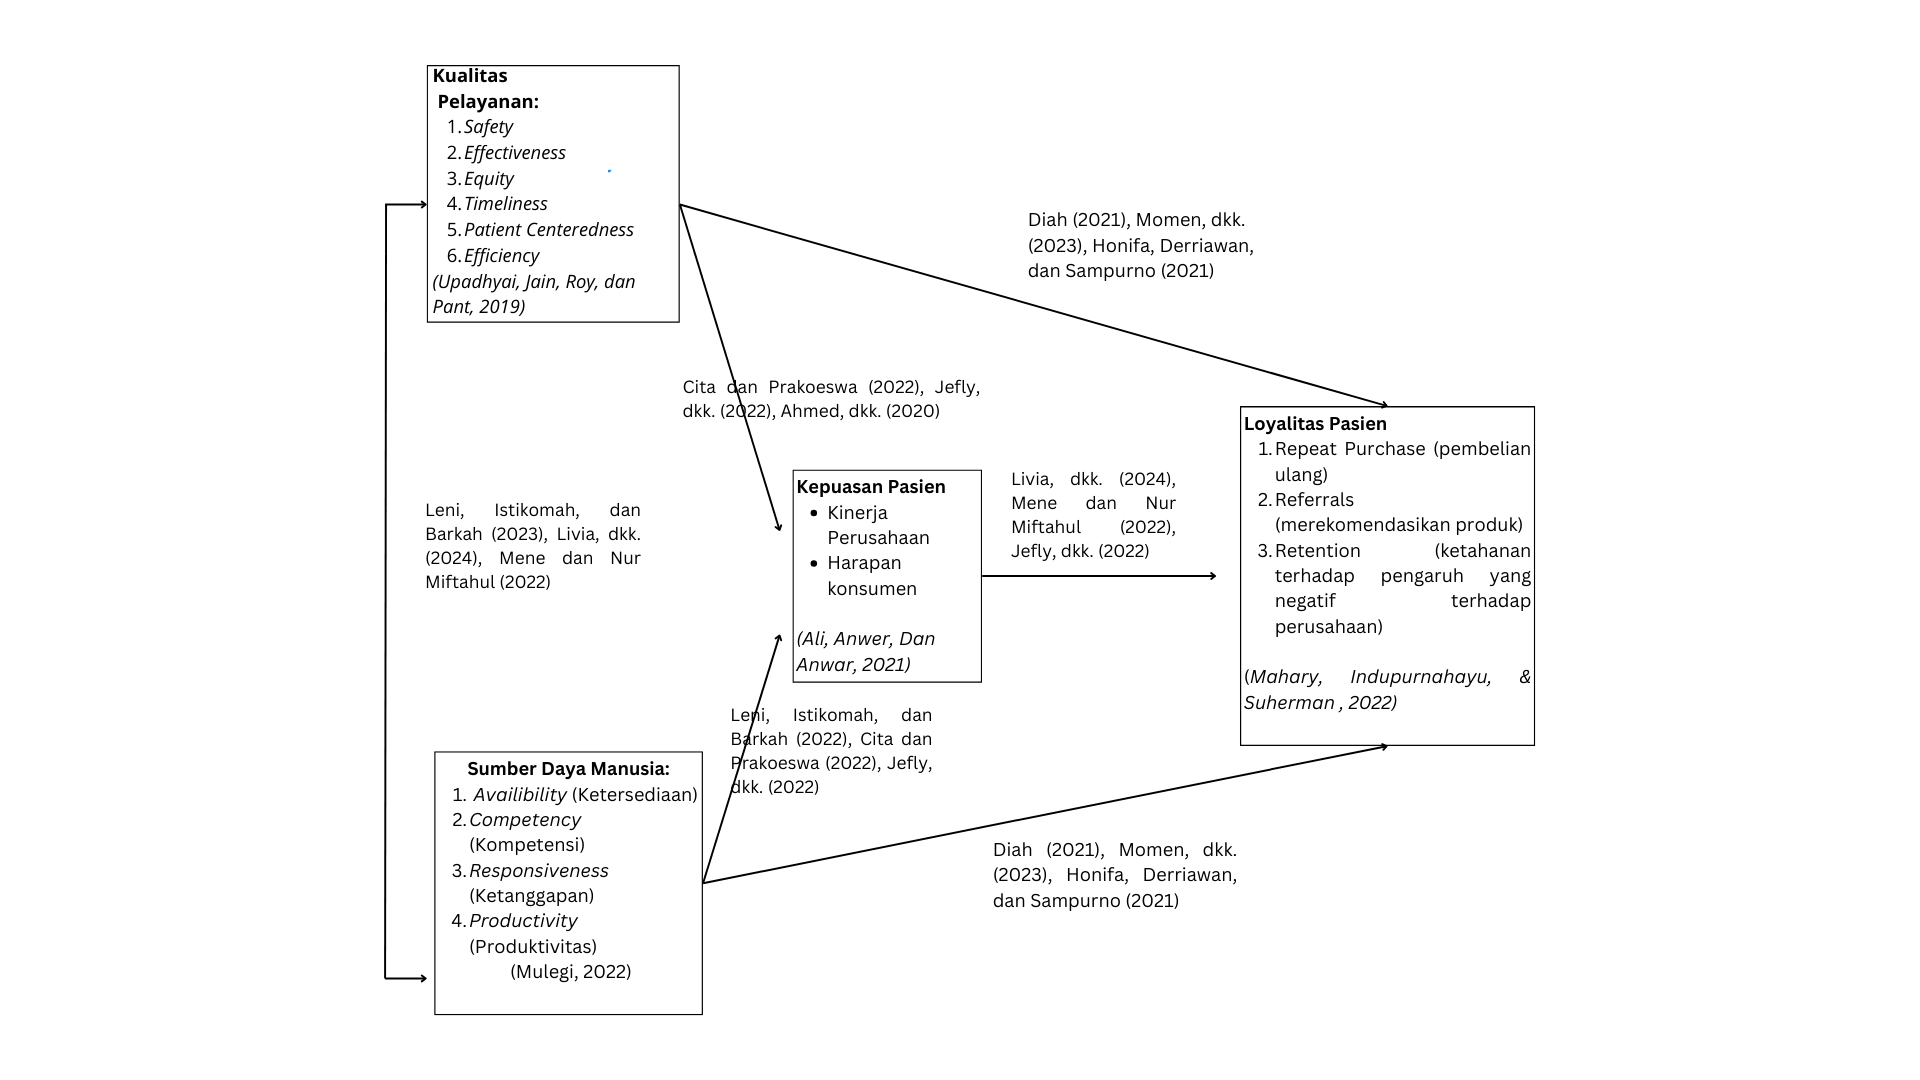 Kualitas
Pelayanan:
1. Safety
2. Effectiveness
3. Equity
4. Timeliness
5. Patient Centeredness
6. Efficiency
(Upadhyai, Jain, Roy, dan
Pant, 2019)
Diah (2021), Momen, dkk.
(2023), Honifa, Derriawan,
dan Sampurno (2021)
Cita dan Prakoeswa (2022), Jefly,
dkk. (2022), Ahmed, dkk. (2020)
Leni, Istikomah, dan
Barkah (2023), Livia, dkk.
(2024), Mene dan Nur
Miftahul (2022)
Kepuasan Pasien
• Kinerja
Perusahaan
• Harapan
konsumen
(Ali, Anwer, Dan
Anwar, 2021)
Livia, dkk. (2024),
Mene dan Nur
Miftahul (2022),
Jefly, dkk. (2022)
Loyalitas Pasien
1. Repeat Purchase (pembelian
ulang)
2. Referrals
(merekomendasikan produk)
3. Retention (ketahanan
terhadap pengaruh yang
negatif terhadap
perusahaan)
(Mahary, Indupurnahayu, &
Suherman , 2022)
Leni, Istikomah, dan
Barkah (2022), Cita dan
Prakoeswa (2022), Jefly,
dkk. (2022)
Sumber Daya Manusia:
1. Availibility (Ketersediaan)
2. Competency
(Kompetensi)
3. Responsiveness
(Ketanggapan)
4. Productivity
(Produktivitas)
(Mulegi, 2022)
Diah (2021), Momen, dkk.
(2023), Honifa, Derriawan,
dan Sampurno (2021)